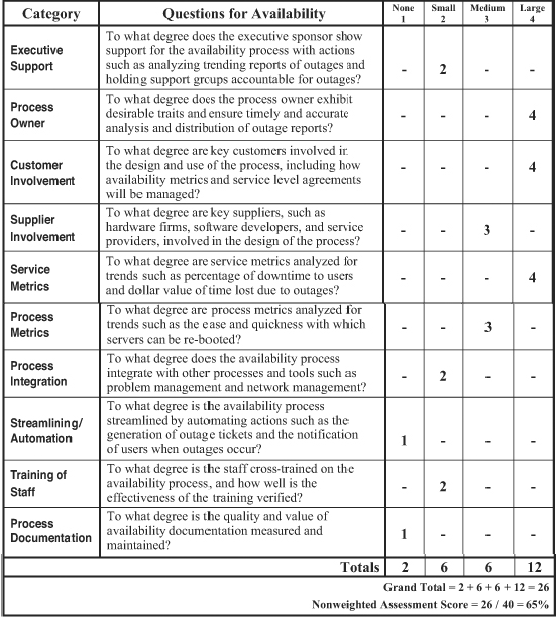 Category Questions for Availability None Small Medium Large
1 2 3 4
Executive Support To what degree does the executive sponsor show
support for the availability process with actions
such as analyzing trending reports of outages and
holding support groups accountable for outages?
- 2 - -
Process Owner To what degree does the process owner exhibit
desirable traits and ensure timely and accurate
analysis and distribution of outage reports?
- - - 4
Customer Involvement To what degree are key customers involved in
the design and use of the process, including how
availability metrics and service level agreements
will be managed?
- - - 4
Supplier Involvement To what degree are key suppliers, such as
hardware firms, software developers, and service
providers, involved in the design of the process?
- - 3 -
Service Metrics To what degree are service metrics analyzed for
trends such as percentage of downtime to users
and dollar value of time lost due to outages?
- - - 4
Process Metrics To what degree are process metrics analyzed for
trends such as the ease and quickness with which
servers can be re-booted?
- - 3 -
Process Integration To what degree does the availability process
integrate with other processes and tools such as
problem management and network management?
- 2 - -
Streamlining/ Automation To what degree is the availability process
streamlined by automating actions such as the
generation of outage tickets and the notification
of users when outages occur?
1 - - -
Training of Staff To what degree is the staff cross-trained on the
availability process, and how well is the
effectiveness of the training verified?
- 2 - -
Process Documentation To what degree is the quality and value of
availability documentation measured and
maintained?
1 - - -
Totals 2 6 6 12
Grand Total = 2 + 6 + 6 + 12 = 26
Nonweighted Assessment Score = 26 / 40 = 65%